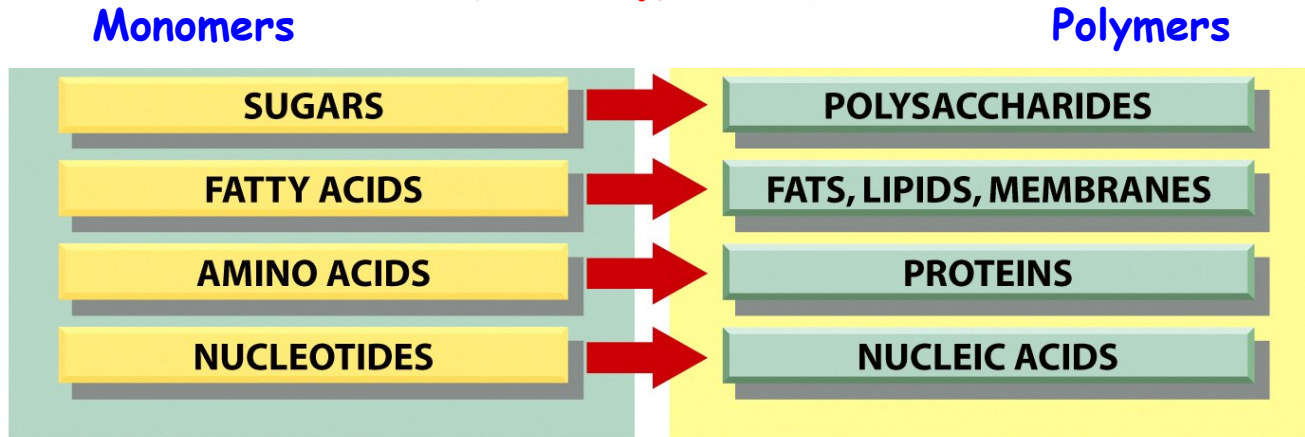 Monomers Polymers
SUGARS POLYSACCHARIDES
FATTY ACIDS FATS, LIPIDS, MEMBRANES
AMINO ACIDS PROTEINS
NUCLEOTIDES NUCLEIC ACIDS